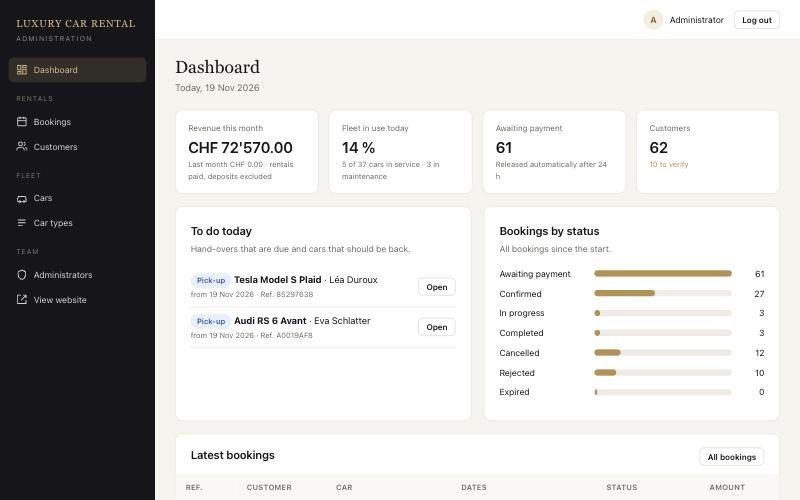 LUXURY CAR RENTAL
ADMINISTRATION
Dashboard
RENTALS
Bookings
Customers
FLEET
Cars
Car types
TEAM
Administrators
View website
A Administrator Log out
Dashboard
Today, 19 Nov 2026
Revenue this month
CHF 72'570.00
Last month CHF 0.00 · rentals
paid, deposits excluded
Fleet in use today
14 %
5 of 37 cars in service · 3 in
maintenance
Awaiting payment
61
Released automatically after 24
h
Customers
62
10 to verify
To do today
Hand-overs that are due and cars that should be back.
Pick-up Tesla Model S Plaid · Léa Duroux
from 19 Nov 2026 · Ref. 85297638
Open
Pick-up Audi RS 6 Avant · Eva Schlatter
from 19 Nov 2026 · Ref. A0019AF8
Open
Bookings by status
All bookings since the start.
Awaiting payment 61
Confirmed 27
In progress 3
Completed 3
Cancelled 12
Rejected 10
Expired 0
Latest bookings
All bookings
REF. CUSTOMER CAR DATES STATUS AMOUNT